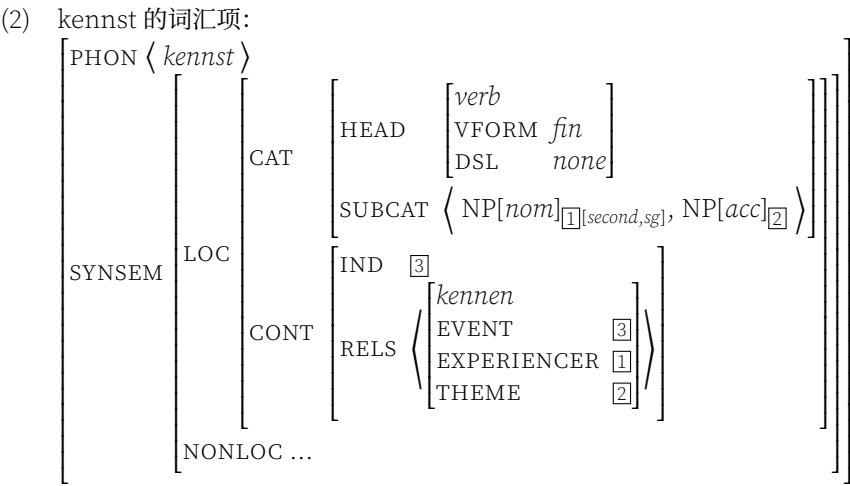 (2) kennst 的词汇项:
PHON ⟨ kennst ⟩
verb
HEAD VFORM fin
CAT DSL none
SUBCAT ⟨ NP[nom]1[second,sg], NP[acc]2 ⟩
LOC
SYNSEM IND 3
kennen
CONT EVENT 3
RELS ⟨ EXPERIENCER 1 ⟩
THEME 2
NONLOC ...